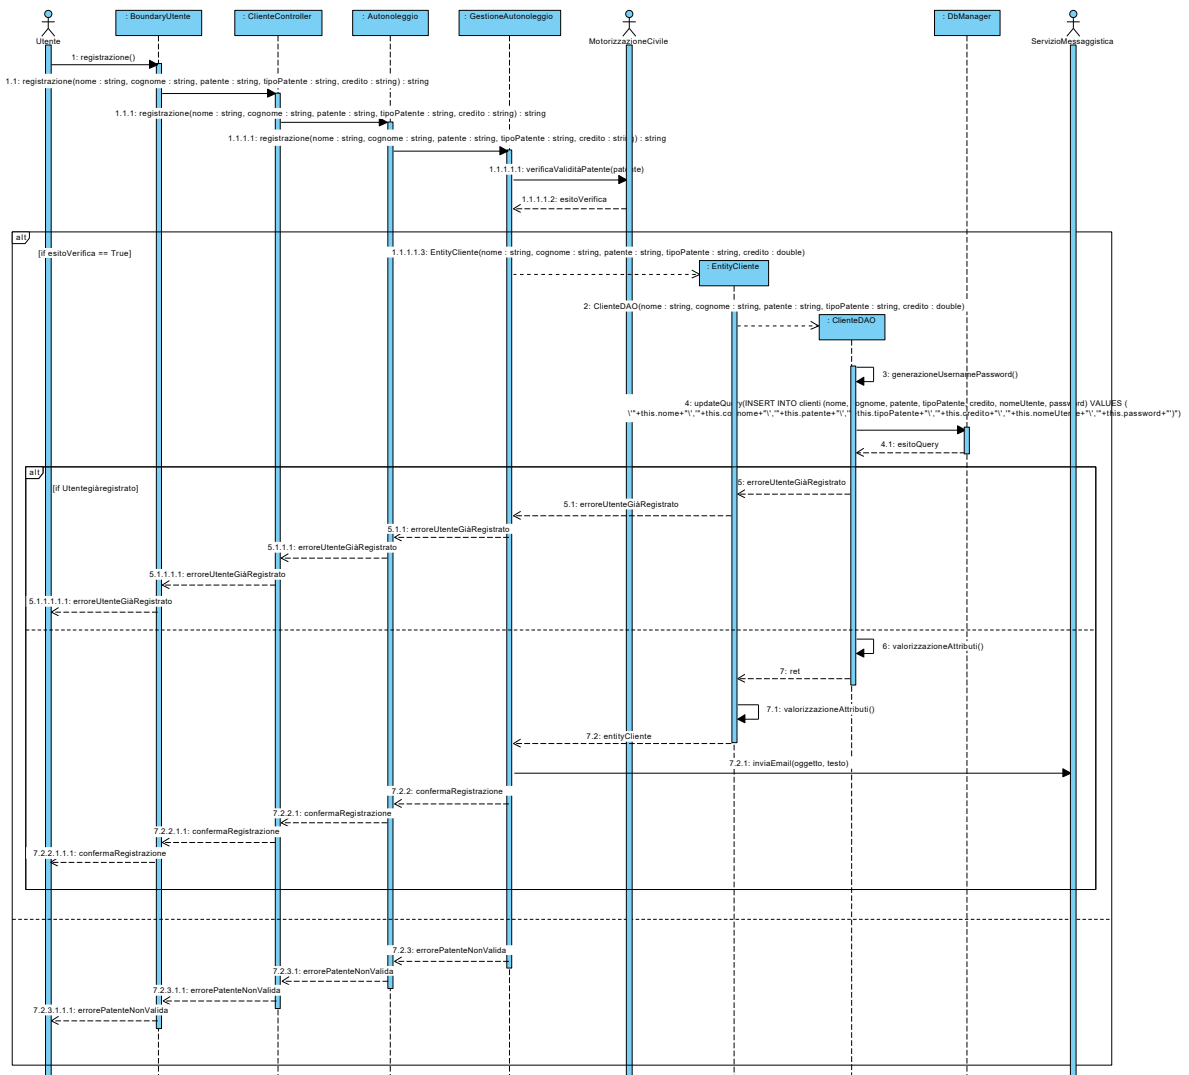 : BoundaryUtente
: ClienteController
: Autonoleggio
: GestioneAutonoleggio
: DbManager
Utente
MotorizzazioneCivile
ServizioMessaggistica
1: registrazione()
1.1: registrazione(nome : string, cognome : string, patente : string, tipoPatente : string, credito : string) : string
1.1.1: registrazione(nome : string, cognome : string, patente : string, tipoPatente : string, credito : string) : string
1.1.1.1: registrazione(nome : string, cognome : string, patente : string, tipoPatente : string, credito : string) : string
1.1.1.1.1: verificaValiditàPatente(patente)
1.1.1.1.2: esitoVerifica
alt
[if esitoVerifica == True]
1.1.1.1.3: EntityCliente(nome : string, cognome : string, patente : string, tipoPatente : string, credito : double)
: EntityCliente
2: ClienteDAO(nome : string, cognome : string, patente : string, tipoPatente : string, credito : double)
: ClienteDAO
3: generazioneUsernamePassword()
4: updateQuery(INSERT INTO clienti (nome, cognome, patente, tipoPatente, credito, nomeUtente, password) VALUES (
\'"+this.nome+"\','"+this.cognome+"\','"+this.patente+"\','"+this.tipoPatente+"\','"+this.credito+"\','"+this.nomeUtente+"\','"+this.password+"')")
4.1: esitoQuery
alt
[if Utentegiàregistrato]
5: erroreUtenteGiàRegistrato
5.1: erroreUtenteGiàRegistrato
5.1.1: erroreUtenteGiàRegistrato
5.1.1.1: erroreUtenteGiàRegistrato
5.1.1.1.1: erroreUtenteGiàRegistrato
5.1.1.1.1.1: erroreUtenteGiàRegistrato
6: valorizzazioneAttributi()
7: ret
7.1: valorizzazioneAttributi()
7.2: entityCliente
7.2.1: inviaEmail(oggetto, testo)
7.2.2: confermaRegistrazione
7.2.2.1: confermaRegistrazione
7.2.2.1.1: confermaRegistrazione
7.2.2.1.1.1: confermaRegistrazione
7.2.3: errorePatenteNonValida
7.2.3.1: errorePatenteNonValida
7.2.3.1.1: errorePatenteNonValida
7.2.3.1.1.1: errorePatenteNonValida